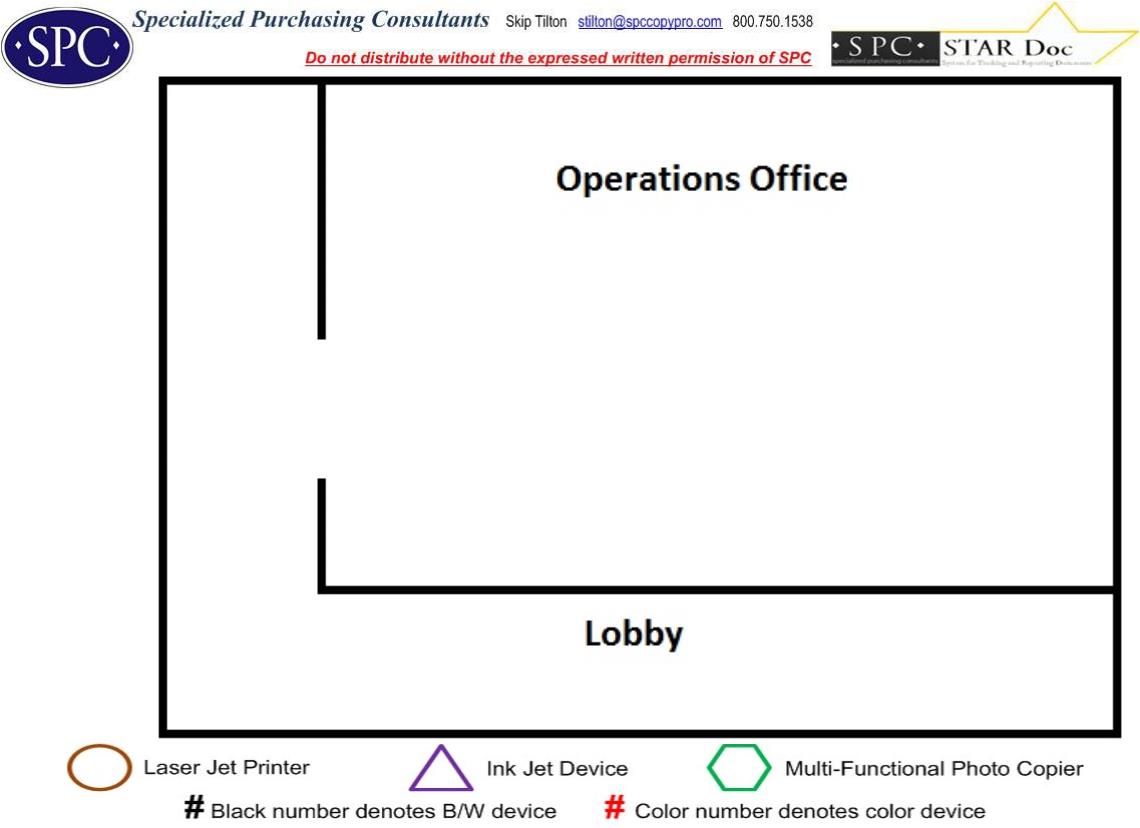 ·SPC·
Specialized Purchasing Consultants Skip Tilton stilton@spccopypro.com 800.750.1538
Do not distribute without the expressed written permission of SPC
·SPC· STAR Doc
specialized purchasing consultants System for Tracking and Reporting Documents
Operations Office
Lobby
Laser Jet Printer Ink Jet Device Multi-Functional Photo Copier
# Black number denotes B/W device # Color number denotes color device